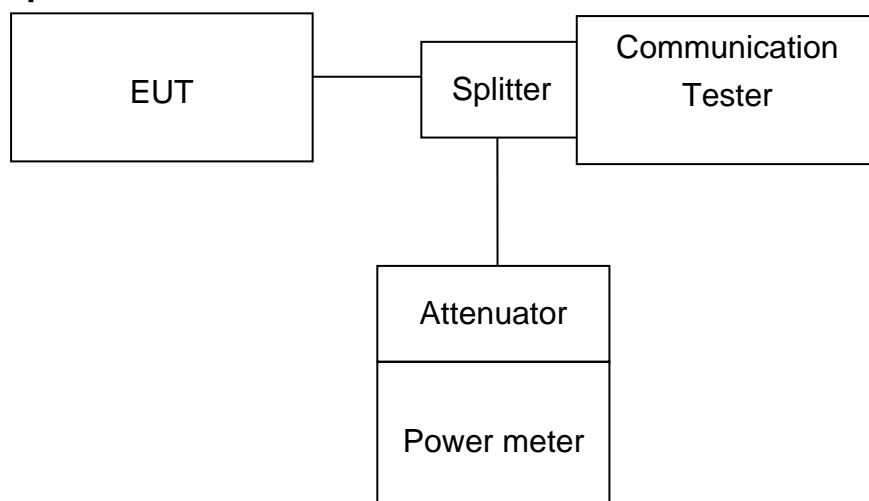 EUT
Splitter
Communication
Tester
Attenuator
Power meter